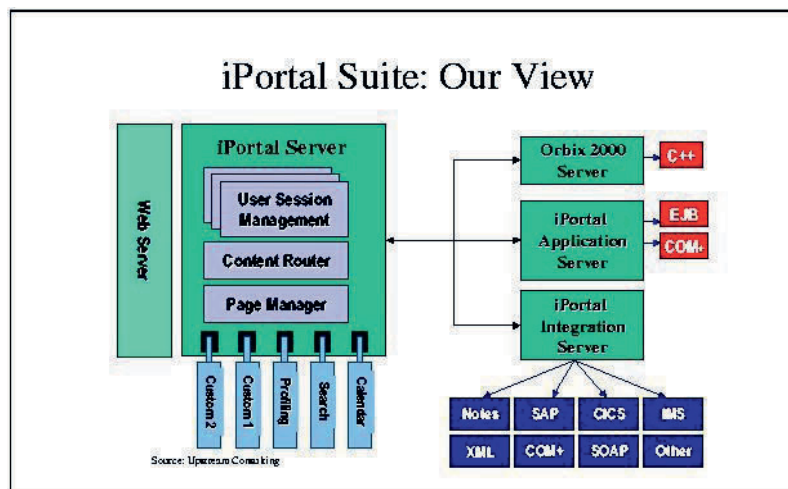 iPortal Suite: Our View
Web Server
iPortal Server
User Session
Management
Content Router
Page Manager
Custom 2
Custom 1
Profiling
Search
Calendar
Orbix 2000
Server
C++
iPortal
Application
Server
EJB
COM+
iPortal
Integration
Server
Notes
SAP
CICS
IMS
XML
COM+
SOAP
Other
Source: Upstream Consulting